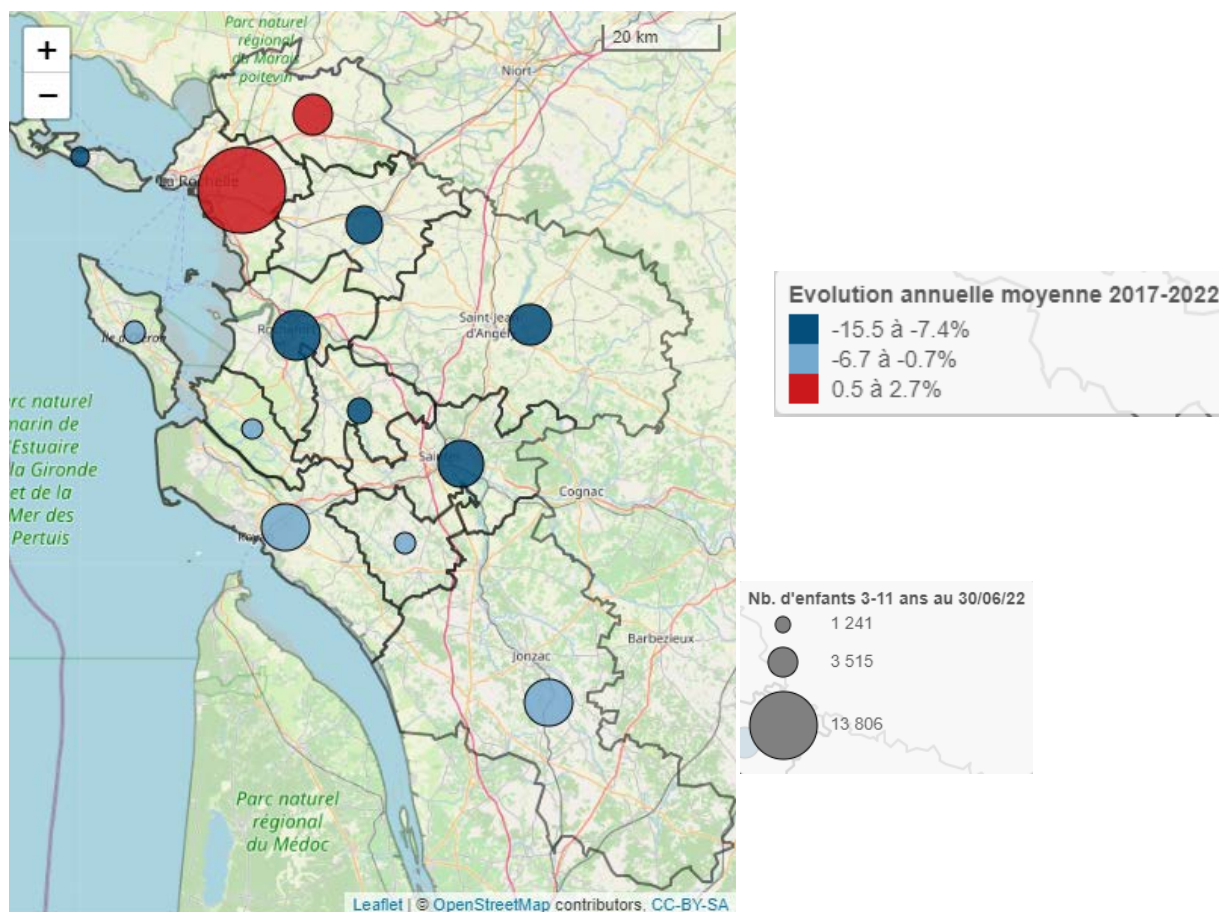 +
−
Parc naturel
régional
du Marais
poitevin
20 km
Niort
La Rochelle
Saint-Jean
d'Angély
Evolution annuelle moyenne 2017-2022
-15.5 à -7.4%
-6.7 à -0.7%
0.5 à 2.7%
rc naturel
marin de
'Estuaire
la Gironde
et de la
Mer des
Pertuis
Cognac
Nb. d'enfants 3-11 ans au 30/06/22
1 241
3 515
13 806
Barbezieux
Jonzac
Parc naturel
régional
du Médoc
Leaflet | © OpenStreetMap contributors, CC-BY-SA